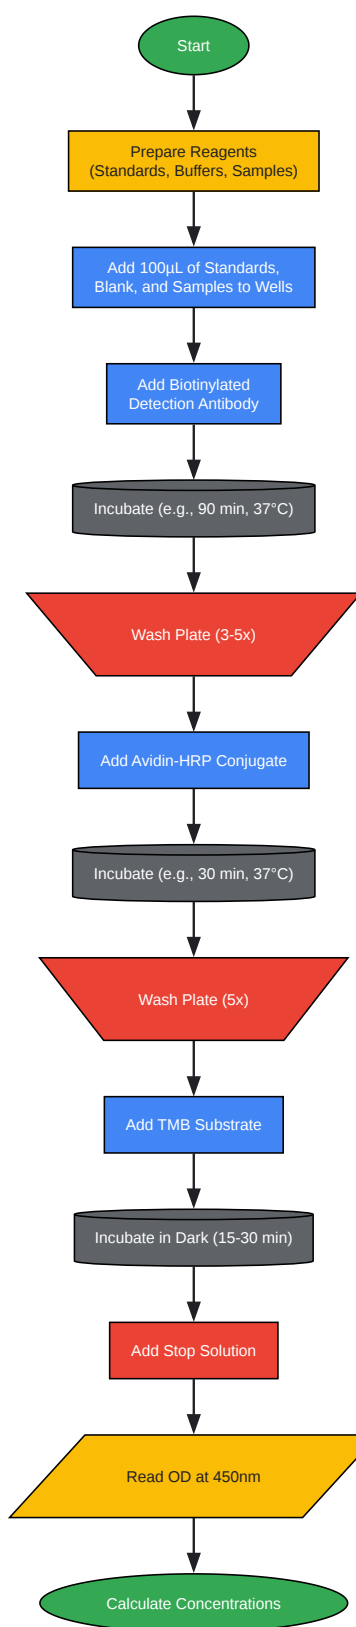 Start
Prepare Reagents
(Standards, Buffers, Samples)
Add 100µL of Standards,
Blank, and Samples to Wells
Add Biotinylated
Detection Antibody
Incubate (e.g., 90 min, 37°C)
Wash Plate (3-5x)
Add Avidin-HRP Conjugate
Incubate (e.g., 30 min, 37°C)
Wash Plate (5x)
Add TMB Substrate
Incubate in Dark (15-30 min)
Add Stop Solution
Read OD at 450nm
Calculate Concentrations